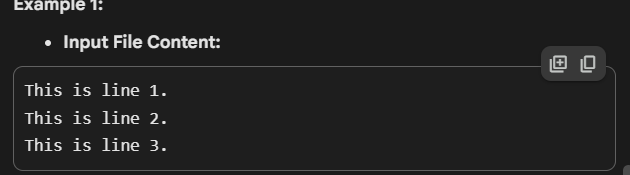 Example 1:
• Input File Content:
This is line 1.
This is line 2.
This is line 3.